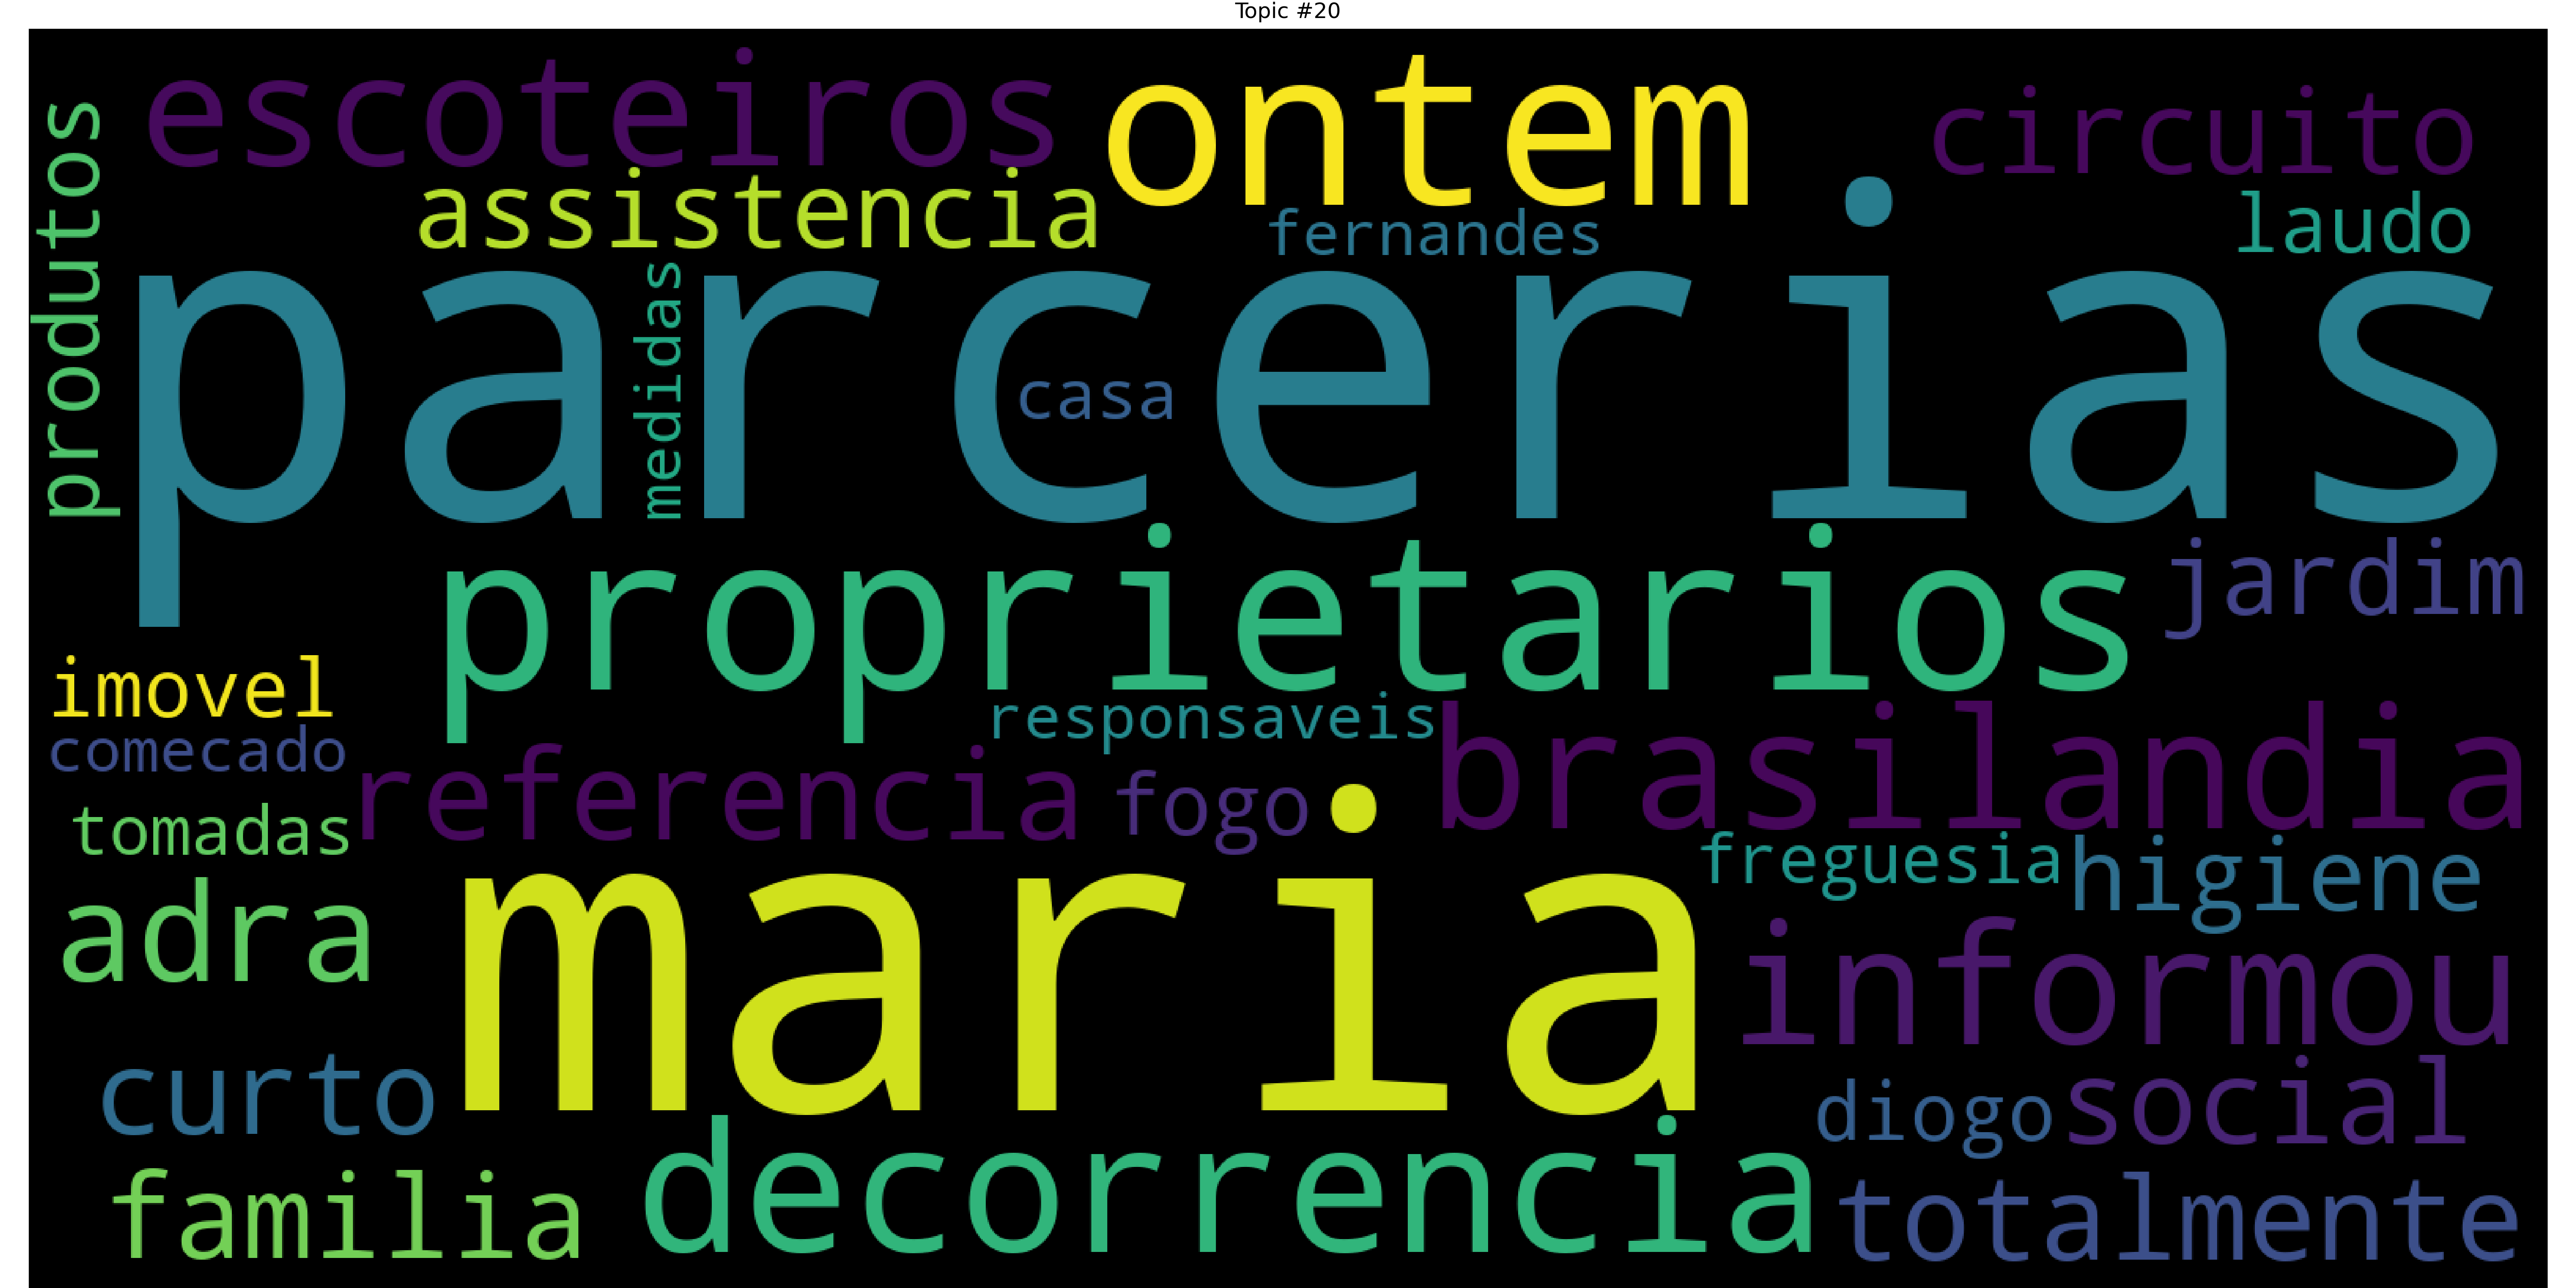 Topic #20
escoteiros
ontem
circuito
produtos
assistencia
fernandes
laudo
parcerias
medidas
casa
proprietarios
jardim
imovel
responsaveis
brasilandia
comecado
referencia
fogo
tomadas
freguesia
higiene
adra
maria
informou
curto
diogo
social
familia
decorrencia
totalmente